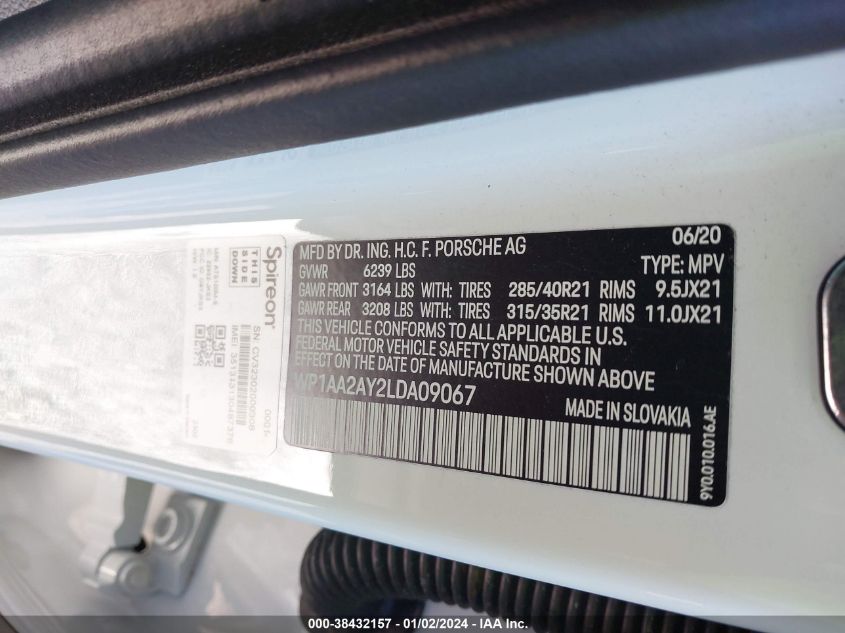 MFD BY DR. ING. H.C. F. PORSCHE AG 06/20
GVWR 6239 LBS TYPE: MPV
GAWR FRONT 3164 LBS WITH: TIRES 285/40R21 RIMS 9.5JX21
GAWR REAR 3208 LBS WITH: TIRES 315/35R21 RIMS 11.0JX21
THIS VEHICLE CONFORMS TO ALL APPLICABLE U.S.
FEDERAL MOTOR VEHICLE SAFETY STANDARDS IN
EFFECT ON THE DATE OF MANUFACTURE SHOWN ABOVE
WP1AA2AY2LDA09067
MADE IN SLOVAKIA
9Y0.010.016.AE
Spireon
THIS
SIDE
DOWN
000-38432157 - 01/02/2024 - IAAI.com